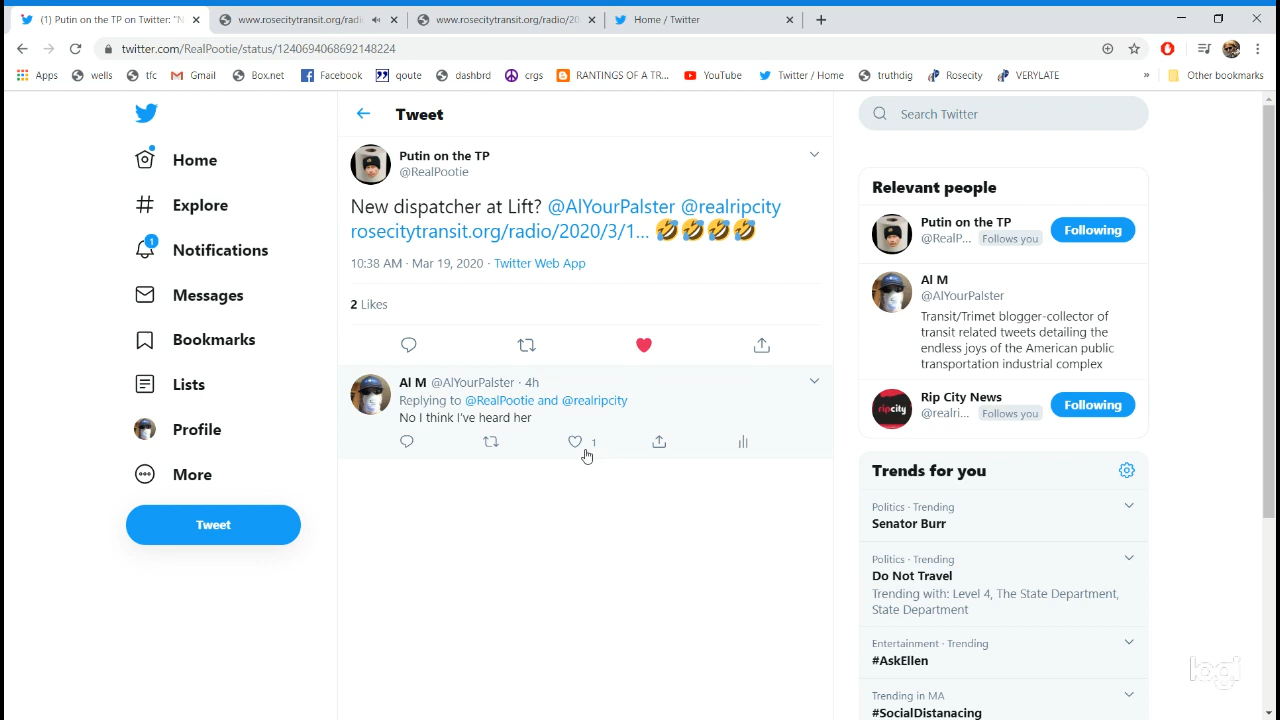 (1) Putin on the TP on Twitter: "N
www.rosecitytransit.org/radi
www.rosecitytransit.org/radio/20
Home / Twitter
twitter.com/RealPootie/status/1240694068692148224
Apps
wells
tfc
Gmail
Box.net
Facebook
qoute
dashbrd
crgs
RANTINGS OF A TR...
YouTube
Twitter / Home
truthdig
Rosecity
VERYLATE
»
Other bookmarks
Home
Explore
1
Notifications
Messages
Bookmarks
Lists
Profile
More
Tweet
Tweet
Putin on the TP
@RealPootie
New dispatcher at Lift? @AlYourPalster @realripcity
rosecitytransit.org/radio/2020/3/1... 🤣🤣🤣🤣
10:38 AM · Mar 19, 2020 · Twitter Web App
2 Likes
Al M @AlYourPalster · 4h
Replying to @RealPootie and @realripcity
No I think I've heard her
1
Search Twitter
Relevant people
Putin on the TP
@RealP... Follows you
Following
Al M
@AlYourPalster
Transit/Trimet blogger-collector of
transit related tweets detailing the
endless joys of the American public
transportation industrial complex
ripcity
Rip City News
@realri... Follows you
Following
Trends for you
Politics · Trending
Senator Burr
Politics · Trending
Do Not Travel
Trending with: Level 4, The State Department,
State Department
Entertainment · Trending
#AskEllen
Trending in MA
#SocialDistanacing
logi